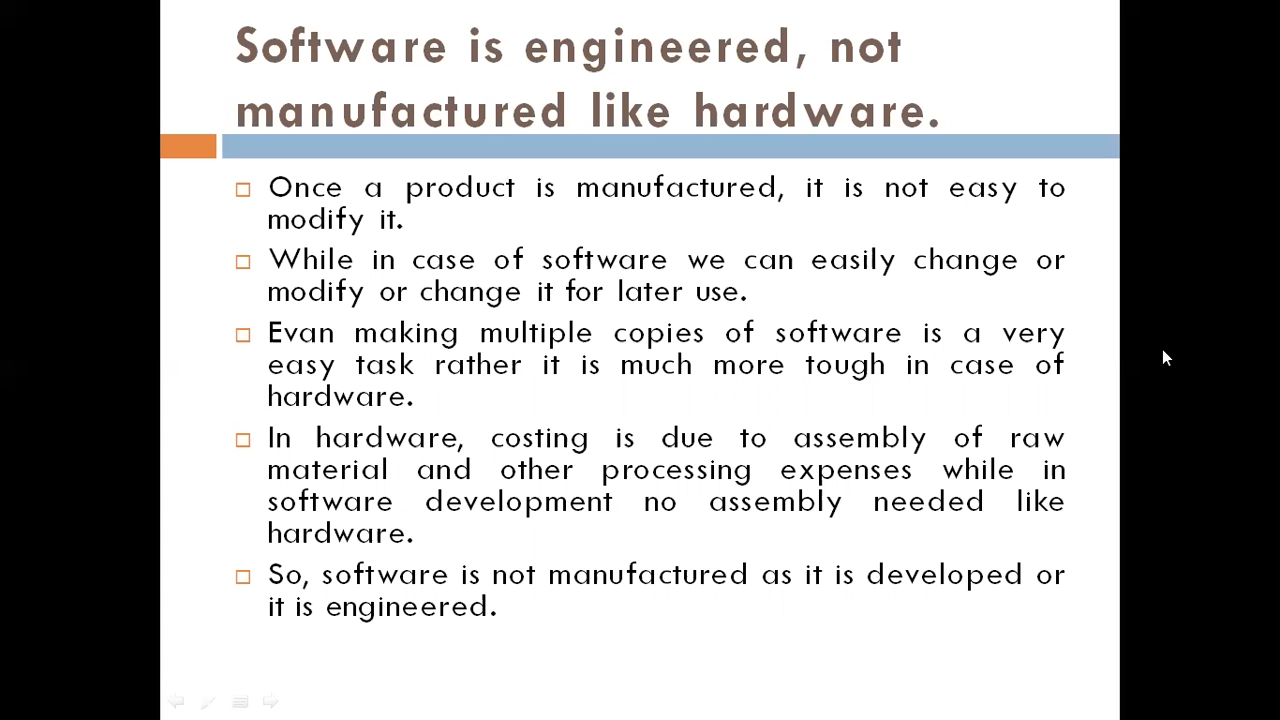 Software is engineered, not
manufactured like hardware.
Once a product is manufactured, it is not easy to
modify it.
While in case of software we can easily change or
modify or change it for later use.
Evan making multiple copies of software is a very
easy task rather it is much more tough in case of
hardware.
In hardware, costing is due to assembly of raw
material and other processing expenses while in
software development no assembly needed like
hardware.
So, software is not manufactured as it is developed or
it is engineered.